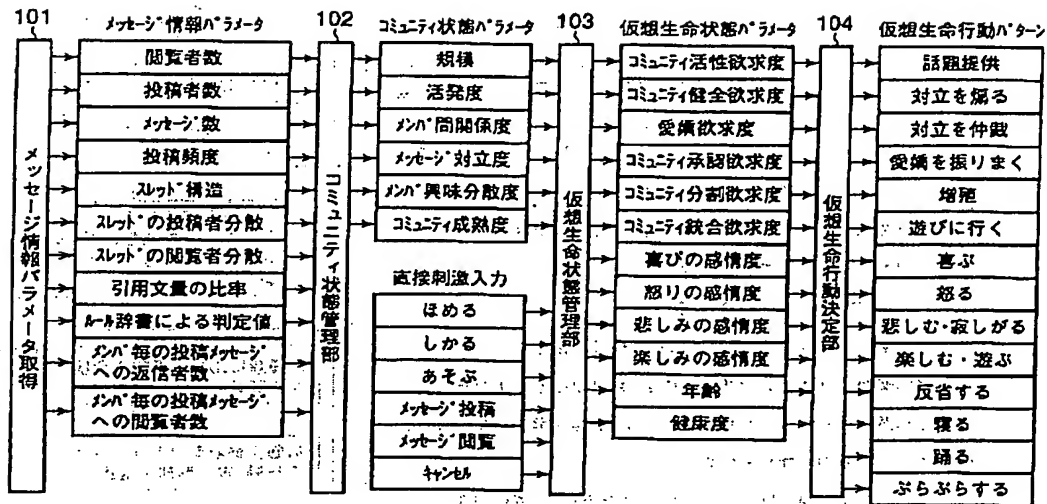 101
メッセージ情報パラメータ
102
コミュニティ状態パラメータ
103
仮想生命状態パラメータ
104
仮想生命行動パターン
メッセージ情報パラメータ取得
閲覧者数
投稿者数
メッセージ数
投稿頻度
スレッド構造
スレッドの投稿者分散
スレッドの閲覧者分散
引用文量の比率
ルール辞書による判定値
メンバ毎の投稿メッセージ
への返信者数
メンバ毎の投稿メッセージ
への閲覧者数
コミュニティ状態管理部
規模
活発度
メンバ間関係度
メッセージ対立度
メンバ興味分散度
コミュニティ成熟度
直接刺激入力
ほめる
しかる
あそぶ
メッセージ投稿
メッセージ閲覧
キャンセル
仮想生命状態管理部
コミュニティ活性欲求度
コミュニティ健全欲求度
愛嬌欲求度
コミュニティ承認欲求度
コミュニティ分割欲求度
コミュニティ統合欲求度
喜びの感情度
怒りの感情度
悲しみの感情度
楽しみの感情度
年齢
健康度
仮想生命行動決定部
話題提供
対立を煽る
対立を仲裁
愛嬌を振りまく
増殖
遊びに行く
喜ぶ
怒る
悲しむ・寂しがる
楽しむ・遊ぶ
反省する
寝る
踊る
ぶらぶらする